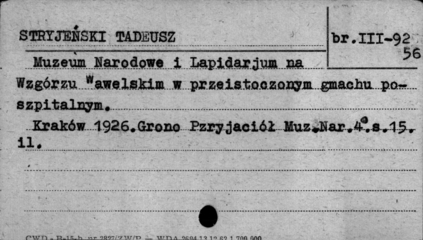 STRYJEŃSKI TADEUSZ
br.III-92
56
Muzeum Narodowe i Lapidarjum na
Wzgórzu Wawelskim w przeistoczonym gmachu po-
szpitalnym.
Kraków 1926.Grono Pzryjaciół Muz.Nar.4°.s.15.
il.